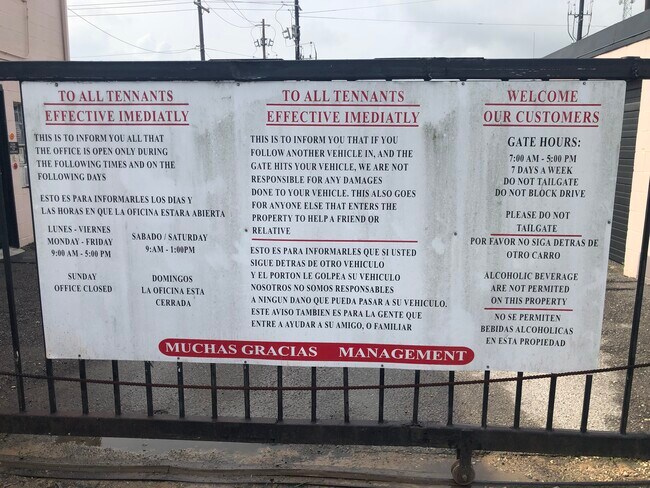 TO ALL TENNANTS
EFFECTIVE IMEDIATLY
THIS IS TO INFORM YOU ALL THAT
THE OFFICE IS OPEN ONLY DURING
THE FOLLOWING TIMES AND ON THE
FOLLOWING DAYS
ESTO ES PARA INFORMARLES LOS DIAS Y
LAS HORAS EN QUE LA OFICINA ESTARA ABIERTA
LUNES - VIERNES
MONDAY - FRIDAY
9:00 AM - 5:00 PM
SABADO / SATURDAY
9:AM - 1:00PM
SUNDAY
OFFICE CLOSED
DOMINGOS
LA OFICINA ESTA
CERRADA
TO ALL TENNANTS
EFFECTIVE IMEDIATLY
THIS IS TO INFORM YOU THAT IF YOU
FOLLOW ANOTHER VEHICLE IN, AND THE
GATE HITS YOUR VEHICLE, WE ARE NOT
RESPONSIBLE FOR ANY DAMAGES
DONE TO YOUR VEHICLE. THIS ALSO GOES
FOR ANYONE ELSE THAT ENTERS THE
PROPERTY TO HELP A FRIEND OR
RELATIVE
ESTO ES PARA INFORMARLES QUE SI USTED
SIGUE DETRAS DE OTRO VEHICULO
Y EL PORTON LE GOLPEA SU VEHICULO
NOSOTROS NO SOMOS RESPONSABLES
A NINGUN DANO QUE PUEDA PASAR A SU VEHICULO.
ESTE AVISO TAMBIEN ES PARA LA GENTE QUE
ENTRE A AYUDAR A SU AMIGO, O FAMILIAR
WELCOME
OUR CUSTOMERS
GATE HOURS:
7:00 AM - 5:00 PM
7 DAYS A WEEK
DO NOT TAILGATE
DO NOT BLOCK DRIVE
PLEASE DO NOT
TAILGATE
POR FAVOR NO SIGA DETRAS DE
OTRO CARRO
ALCOHOLIC BEVERAGE
ARE NOT PERMITED
ON THIS PROPERTY
NO SE PERMITEN
BEBIDAS ALCOHOLICAS
EN ESTA PROPIEDAD
MUCHAS GRACIAS MANAGEMENT